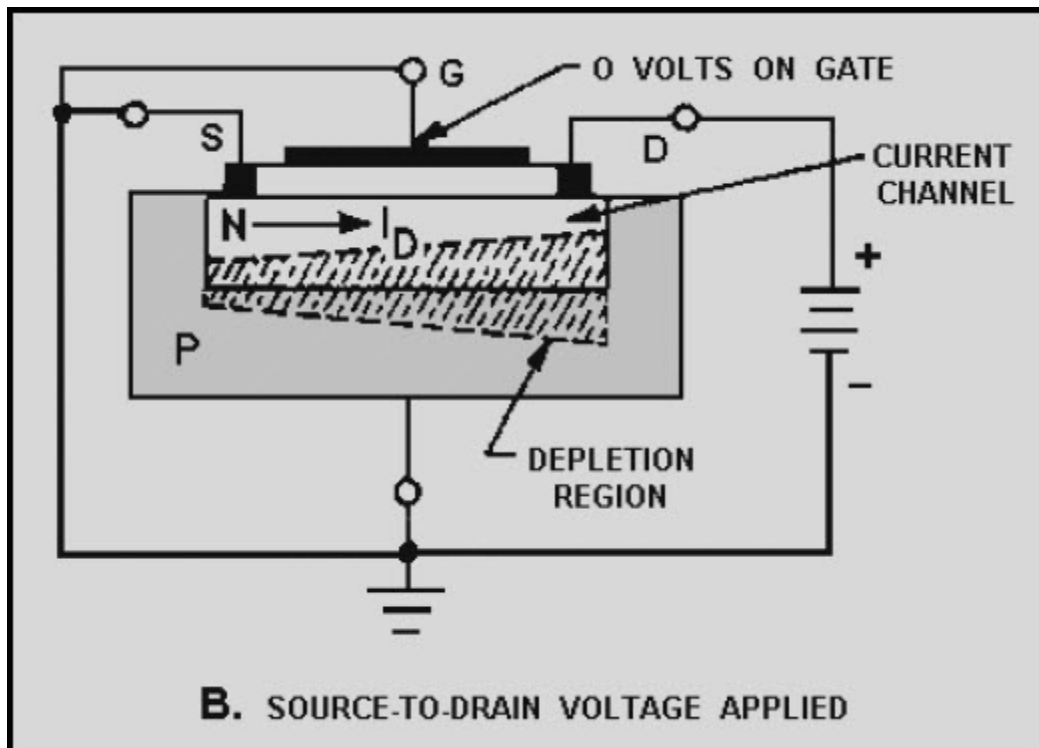 G
0 VOLTS ON GATE
S
D
CURRENT
CHANNEL
N
I
D
+
P
−
DEPLETION
REGION
B. SOURCE-TO-DRAIN VOLTAGE APPLIED